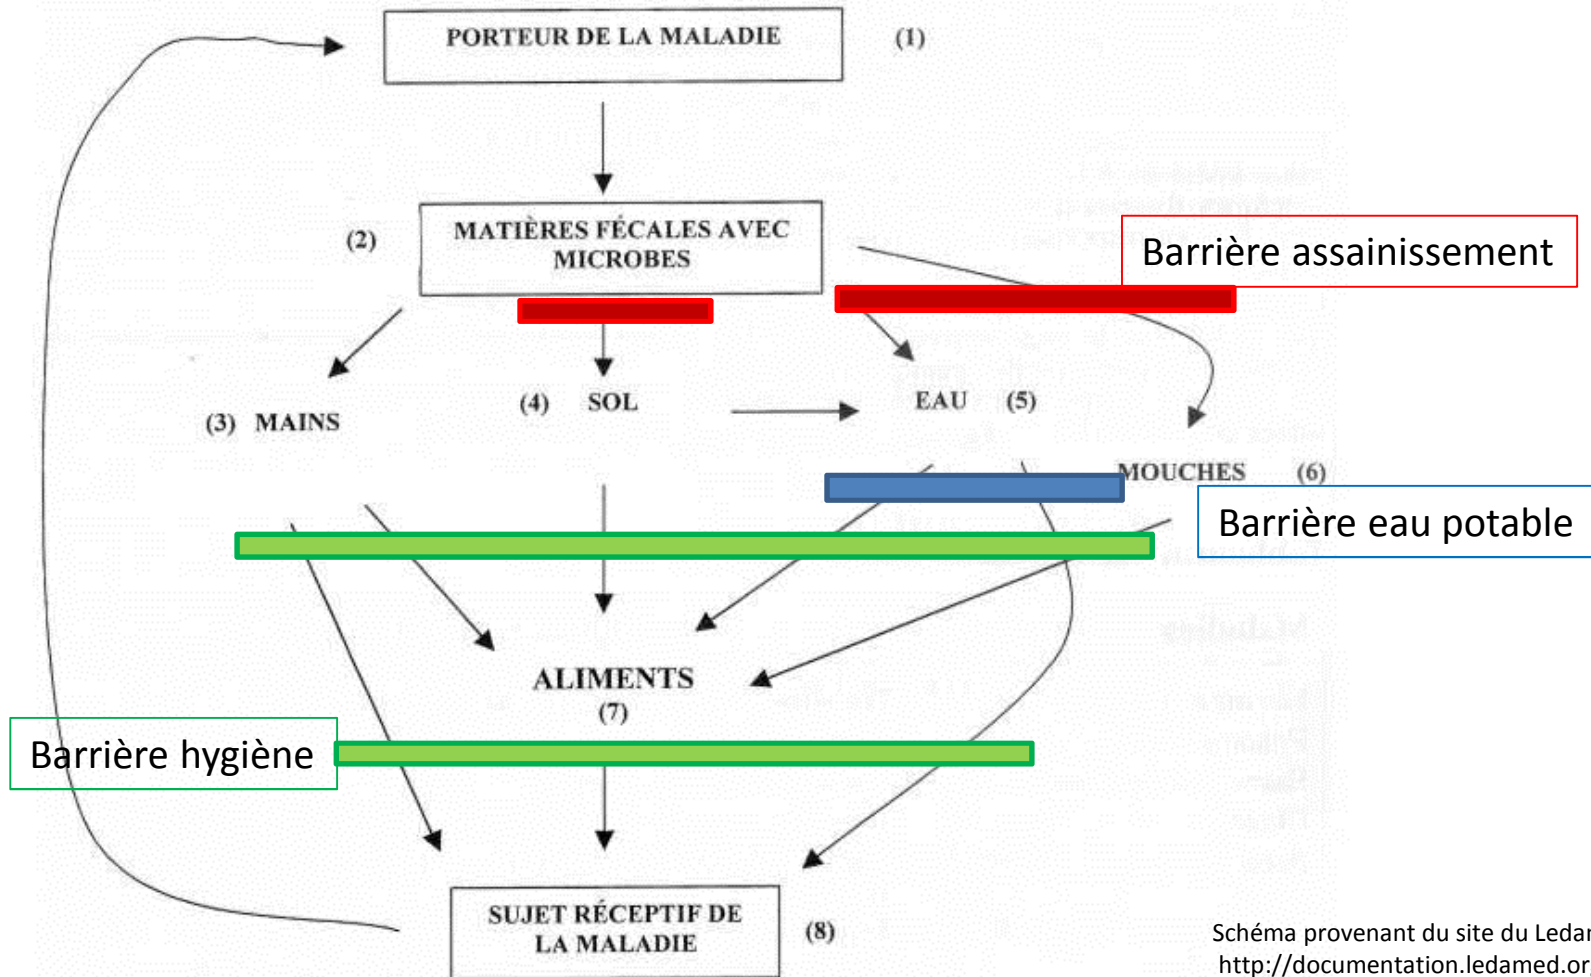 PORTEUR DE LA MALADIE (1)
(2) MATIÈRES FÉCALES AVEC
MICROBES
Barrière assainissement
(3) MAINS
(4) SOL
EAU (5)
MOUCHES (6)
Barrière eau potable
ALIMENTS
(7)
Barrière hygiène
SUJET RÉCEPTIF DE
LA MALADIE
(8)
Schéma provenant du site du Ledam
http://documentation.ledamed.or